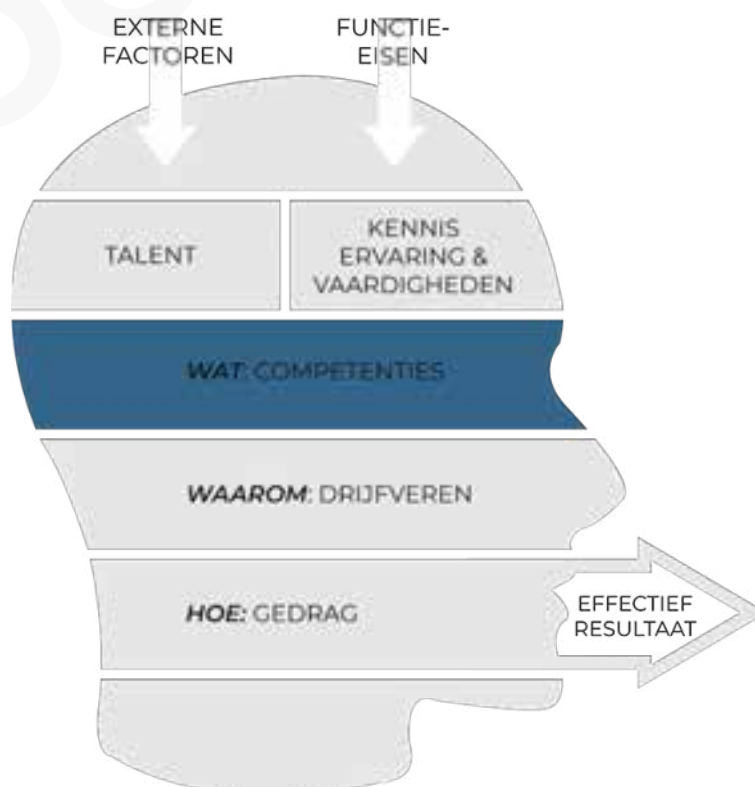 EXTERNE
FACTOREN
FUNCTIE-
EISEN
TALENT
KENNIS
ERVARING &
VAARDIGHEDEN
WAT: COMPETENTIES
WAAROM: DRIJFVEREN
HOE: GEDRAG
EFFECTIEF
RESULTAAT